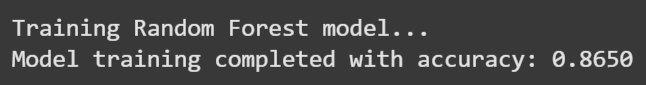 Training Random Forest model...
Model training completed with accuracy: 0.8650